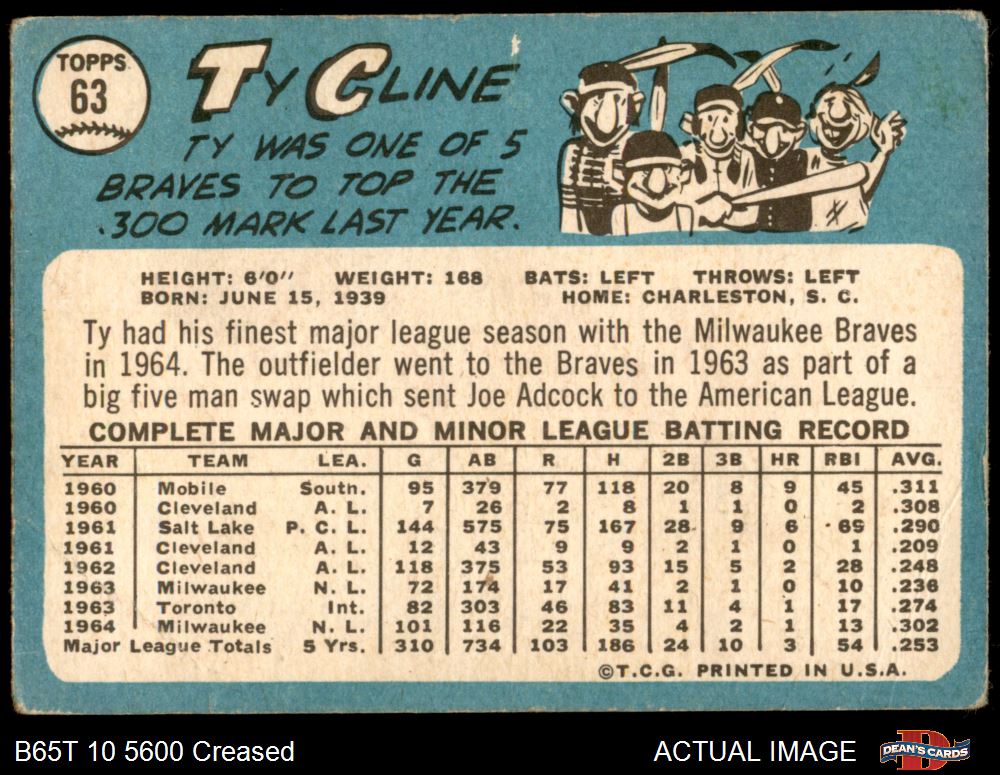 TOPPS
63
TY CLINE
TY WAS ONE OF 5
BRAVES TO TOP THE
.300 MARK LAST YEAR.
HEIGHT: 6'0" WEIGHT: 168 BATS: LEFT THROWS: LEFT
BORN: JUNE 15, 1939 HOME: CHARLESTON, S. C.
Ty had his finest major league season with the Milwaukee Braves
in 1964. The outfielder went to the Braves in 1963 as part of a
big five man swap which sent Joe Adcock to the American League.
COMPLETE MAJOR AND MINOR LEAGUE BATTING RECORD
YEAR TEAM LEA. G AB R H 2B 3B HR RBI AVG.
1960 Mobile South. 95 379 77 118 20 8 9 45 .311
1960 Cleveland A. L. 7 26 2 8 1 1 0 2 .308
1961 Salt Lake P. C. L. 144 575 75 167 28 9 6 69 .290
1961 Cleveland A. L. 12 43 9 9 2 1 0 1 .209
1962 Cleveland A. L. 118 375 53 93 15 5 2 28 .248
1963 Milwaukee N. L. 72 174 17 41 2 1 0 10 .236
1963 Toronto Int. 82 303 46 83 11 4 1 17 .274
1964 Milwaukee N. L. 101 116 22 35 4 2 1 13 .302
Major League Totals 5 Yrs. 310 734 103 186 24 10 3 54 .253
©T.C.G. PRINTED IN U.S.A.
B65T 10 5600 Creased ACTUAL IMAGE
DEAN'S CARDS